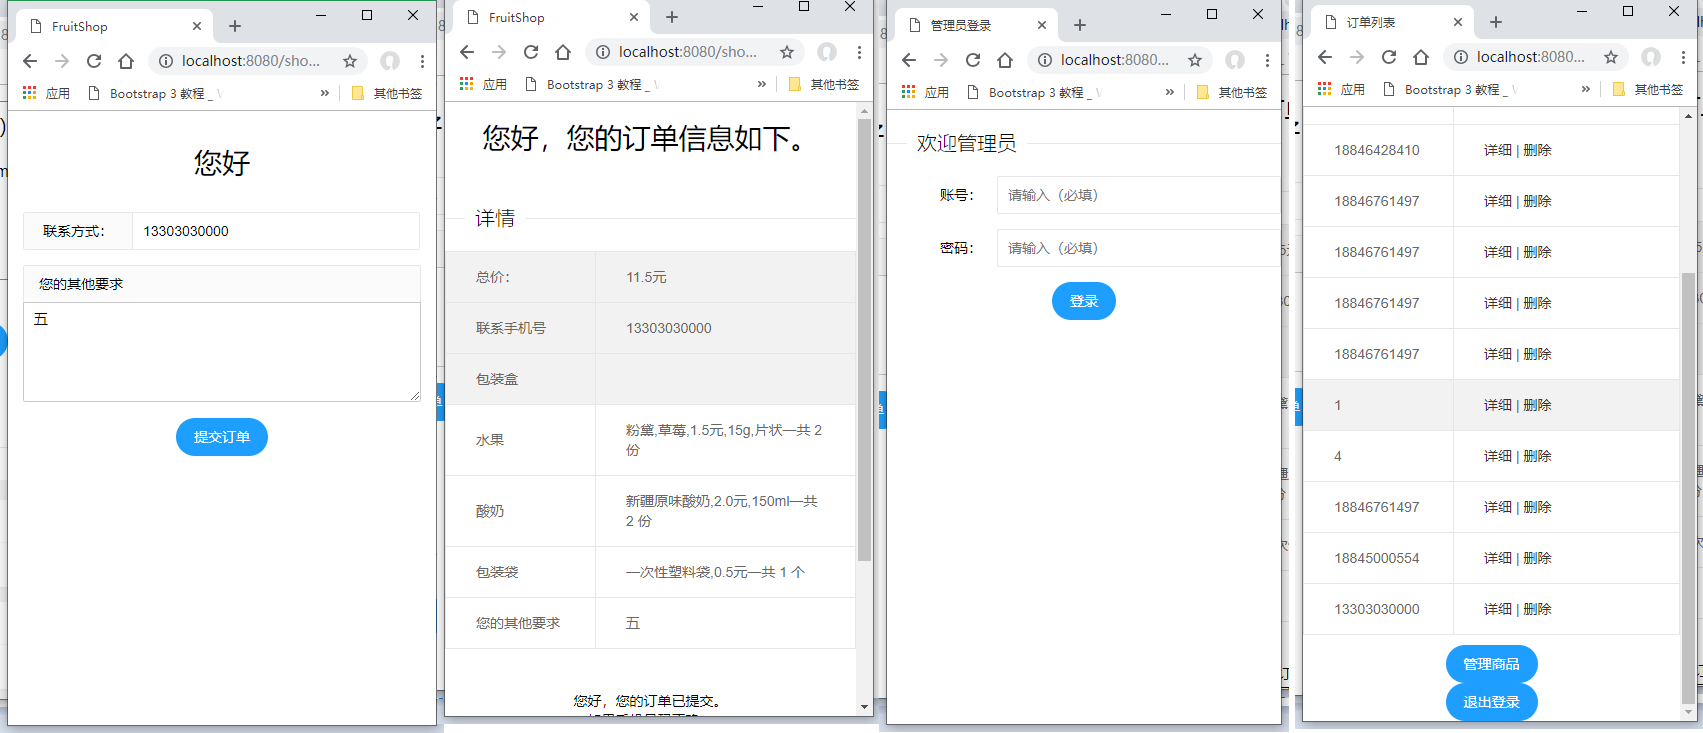 FruitShop
localhost:8080/sho...
应用
Bootstrap 3 教程 _
»
其他书签
您好
联系方式：
13303030000
您的其他要求
五
提交订单
FruitShop
localhost:8080/sho...
应用
Bootstrap 3 教程 _
»
其他书签
您好，您的订单信息如下。
详情
总价：
11.5元
联系手机号
13303030000
包装盒
水果
粉黛,草莓,1.5元,15g,片状—共 2
份
酸奶
新疆原味酸奶,2.0元,150ml—共
2 份
包装袋
一次性塑料袋,0.5元—共 1 个
您的其他要求
五
您好，您的订单已提交。
管理员登录
localhost:8080...
应用
Bootstrap 3 教程 _
»
其他书签
欢迎管理员
账号：
请输入（必填）
密码：
请输入（必填）
登录
订单列表
localhost:8080...
应用
Bootstrap 3 教程 _
»
其他书签
18846428410
详细 | 删除
18846761497
详细 | 删除
18846761497
详细 | 删除
18846761497
详细 | 删除
18846761497
详细 | 删除
1
详细 | 删除
4
详细 | 删除
18846761497
详细 | 删除
18845000554
详细 | 删除
13303030000
详细 | 删除
管理商品
退出登录